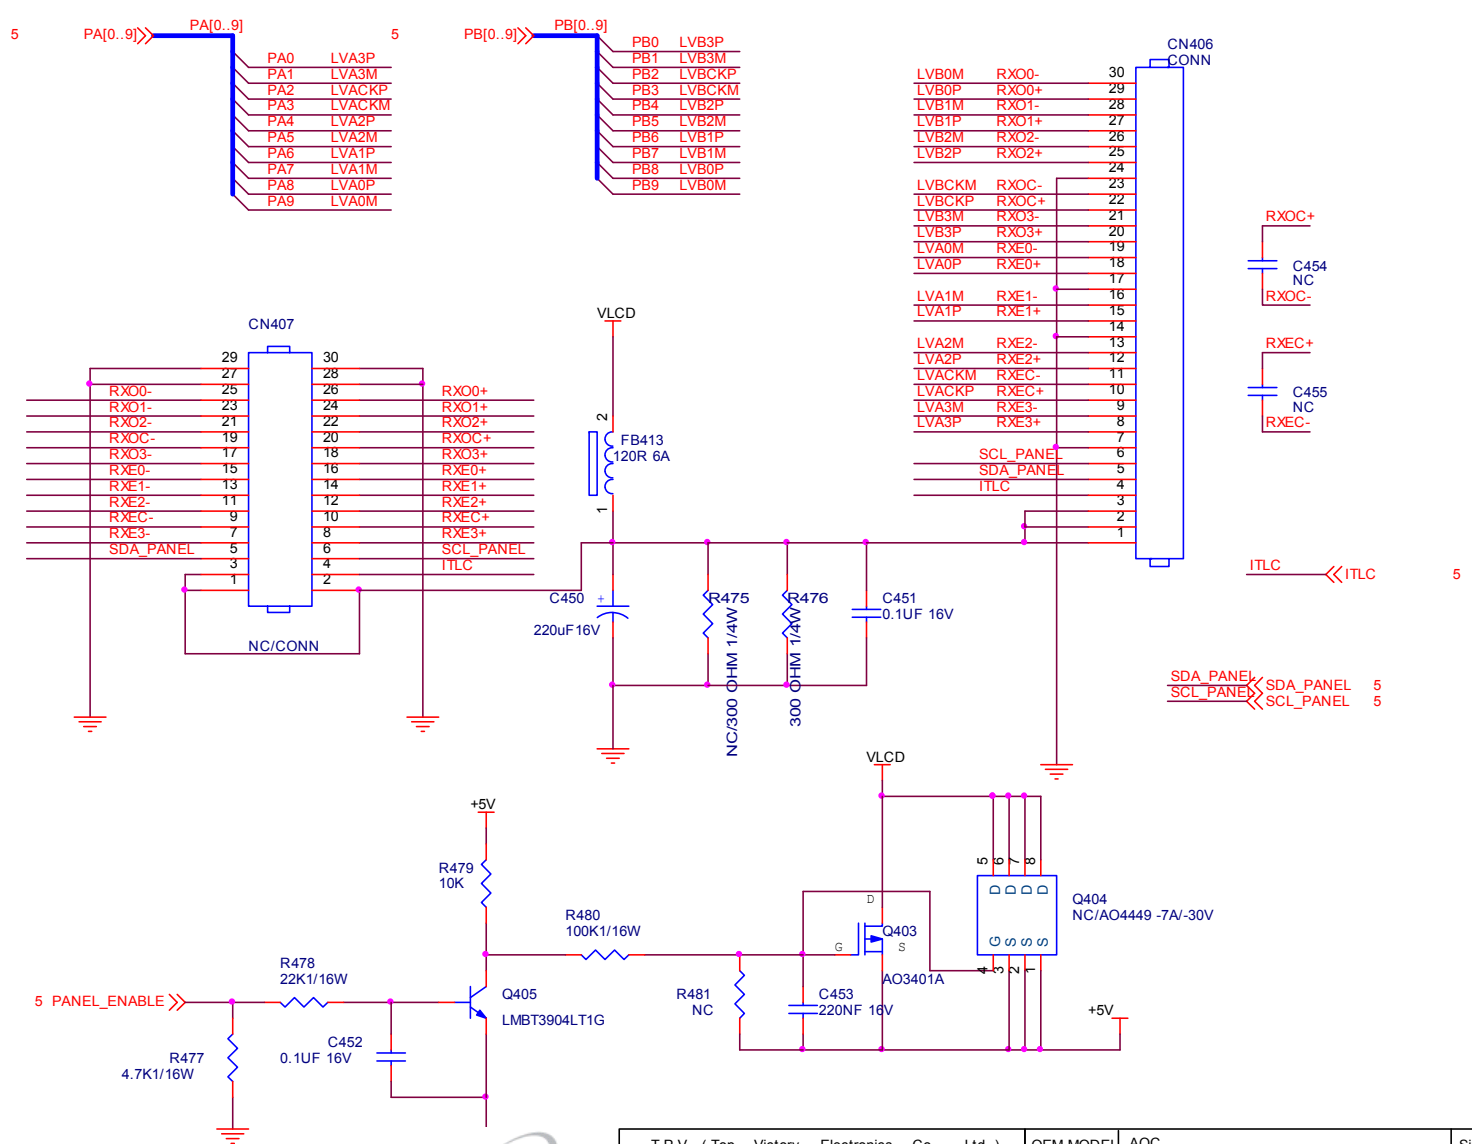 5 PA[0..9] PA[0..9]
PA0 LVA3P
PA1 LVA3M
PA2 LVACKP
PA3 LVACKM
PA4 LVA2P
PA5 LVA2M
PA6 LVA1P
PA7 LVA1M
PA8 LVA0P
PA9 LVA0M
5 PB[0..9] PB[0..9]
PB0 LVB3P
PB1 LVB3M
PB2 LVBCKP
PB3 LVBCKM
PB4 LVB2P
PB5 LVB2M
PB6 LVB1P
PB7 LVB1M
PB8 LVB0P
PB9 LVB0M
CN406
CONN
LVB0M RXO0- 30
LVB0P RXO0+ 29
LVB1M RXO1- 28
LVB1P RXO1+ 27
LVB2M RXO2- 26
LVB2P RXO2+ 25
24
LVBCKM RXOC- 23
LVBCKP RXOC+ 22
LVB3M RXO3- 21
LVB3P RXO3+ 20
LVA0M RXE0- 19
LVA0P RXE0+ 18
17
LVA1M RXE1- 16
LVA1P RXE1+ 15
14
LVA2M RXE2- 13
LVA2P RXE2+ 12
LVACKM RXEC- 11
LVACKP RXEC+ 10
LVA3M RXE3- 9
LVA3P RXE3+ 8
7
SCL_PANEL 6
SDA_PANEL 5
ITLC 4
3
2
1
RXOC+
C454
NC
RXOC-
RXEC+
C455
NC
RXEC-
CN407
29 30
27 28
RXO0- 25 26 RXO0+
RXO1- 23 24 RXO1+
RXO2- 21 22 RXO2+
RXOC- 19 20 RXOC+
RXO3- 17 18 RXO3+
RXE0- 15 16 RXE0+
RXE1- 13 14 RXE1+
RXE2- 11 12 RXE2+
RXEC- 9 10 RXEC+
RXE3- 7 8 RXE3+
SDA_PANEL 5 6 SCL_PANEL
3 4 ITLC
1 2
NC/CONN
VLCD
2
FB413
120R 6A
1
C450
+
220uF16V
R475
NC/300 OHM 1/4W
R476
300 OHM 1/4W
C451
0.1UF 16V
ITLC ITLC 5
SDA_PANEL SDA_PANEL 5
SCL_PANEL SCL_PANEL 5
VLCD
+5V
R479
10K
R480
100K1/16W
R478
22K1/16W
5 PANEL_ENABLE
R477
4.7K1/16W
C452
0.1UF 16V
Q405
LMBT3904LT1G
R481
NC
C453
220NF 16V
D
G
S
Q403
AO3401A
5 6 7 8
D D D D
G S S S
4 3 2 1
Q404
NC/AO4449 -7A/-30V
+5V
T P V ( Top Victory Electronics Co . , Ltd . ) OEM MODEL AOC Si